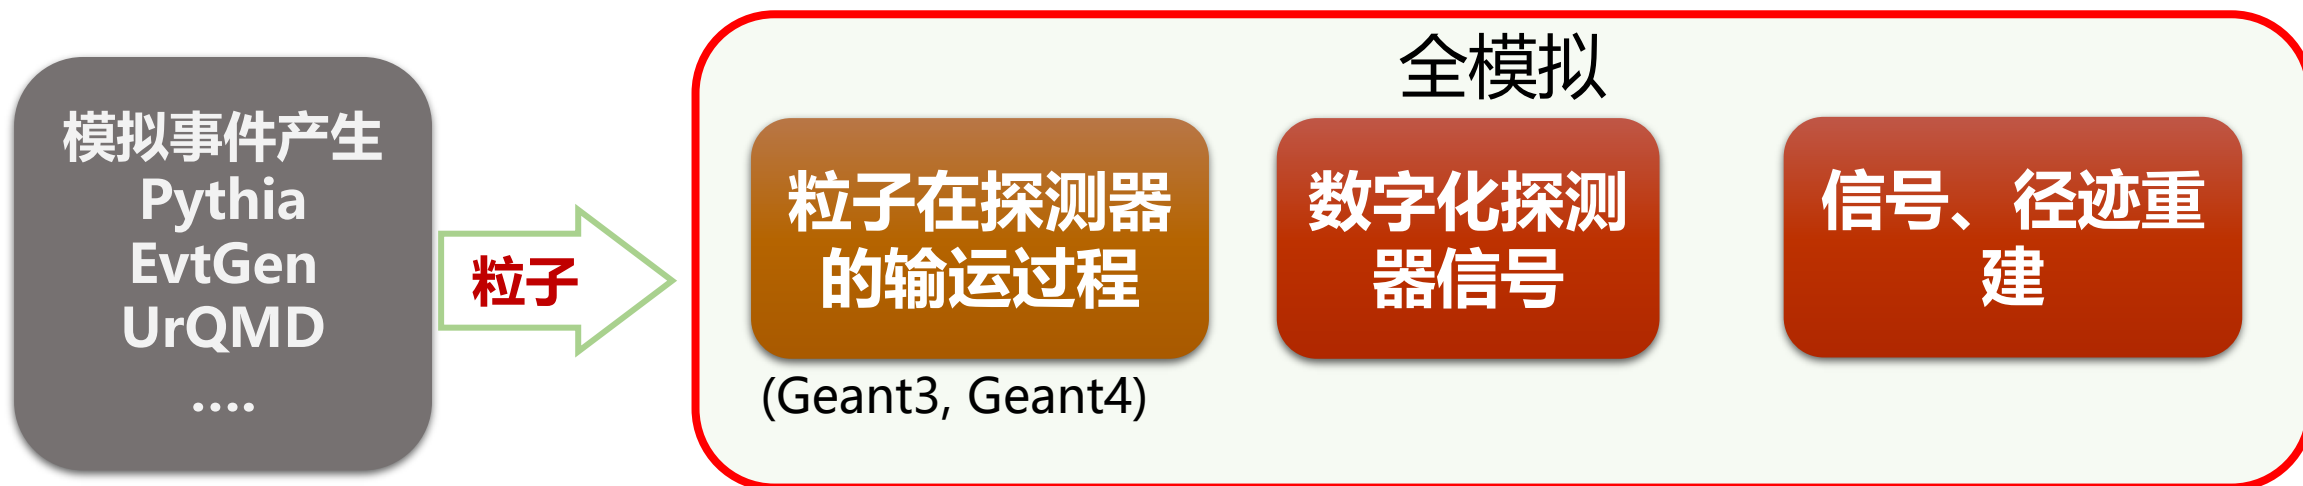 模拟事件产生
Pythia
EvtGen
UrQMD
....
粒子
全模拟
粒子在探测器
的输运过程
(Geant3, Geant4)
数字化探测
器信号
信号、径迹重
建